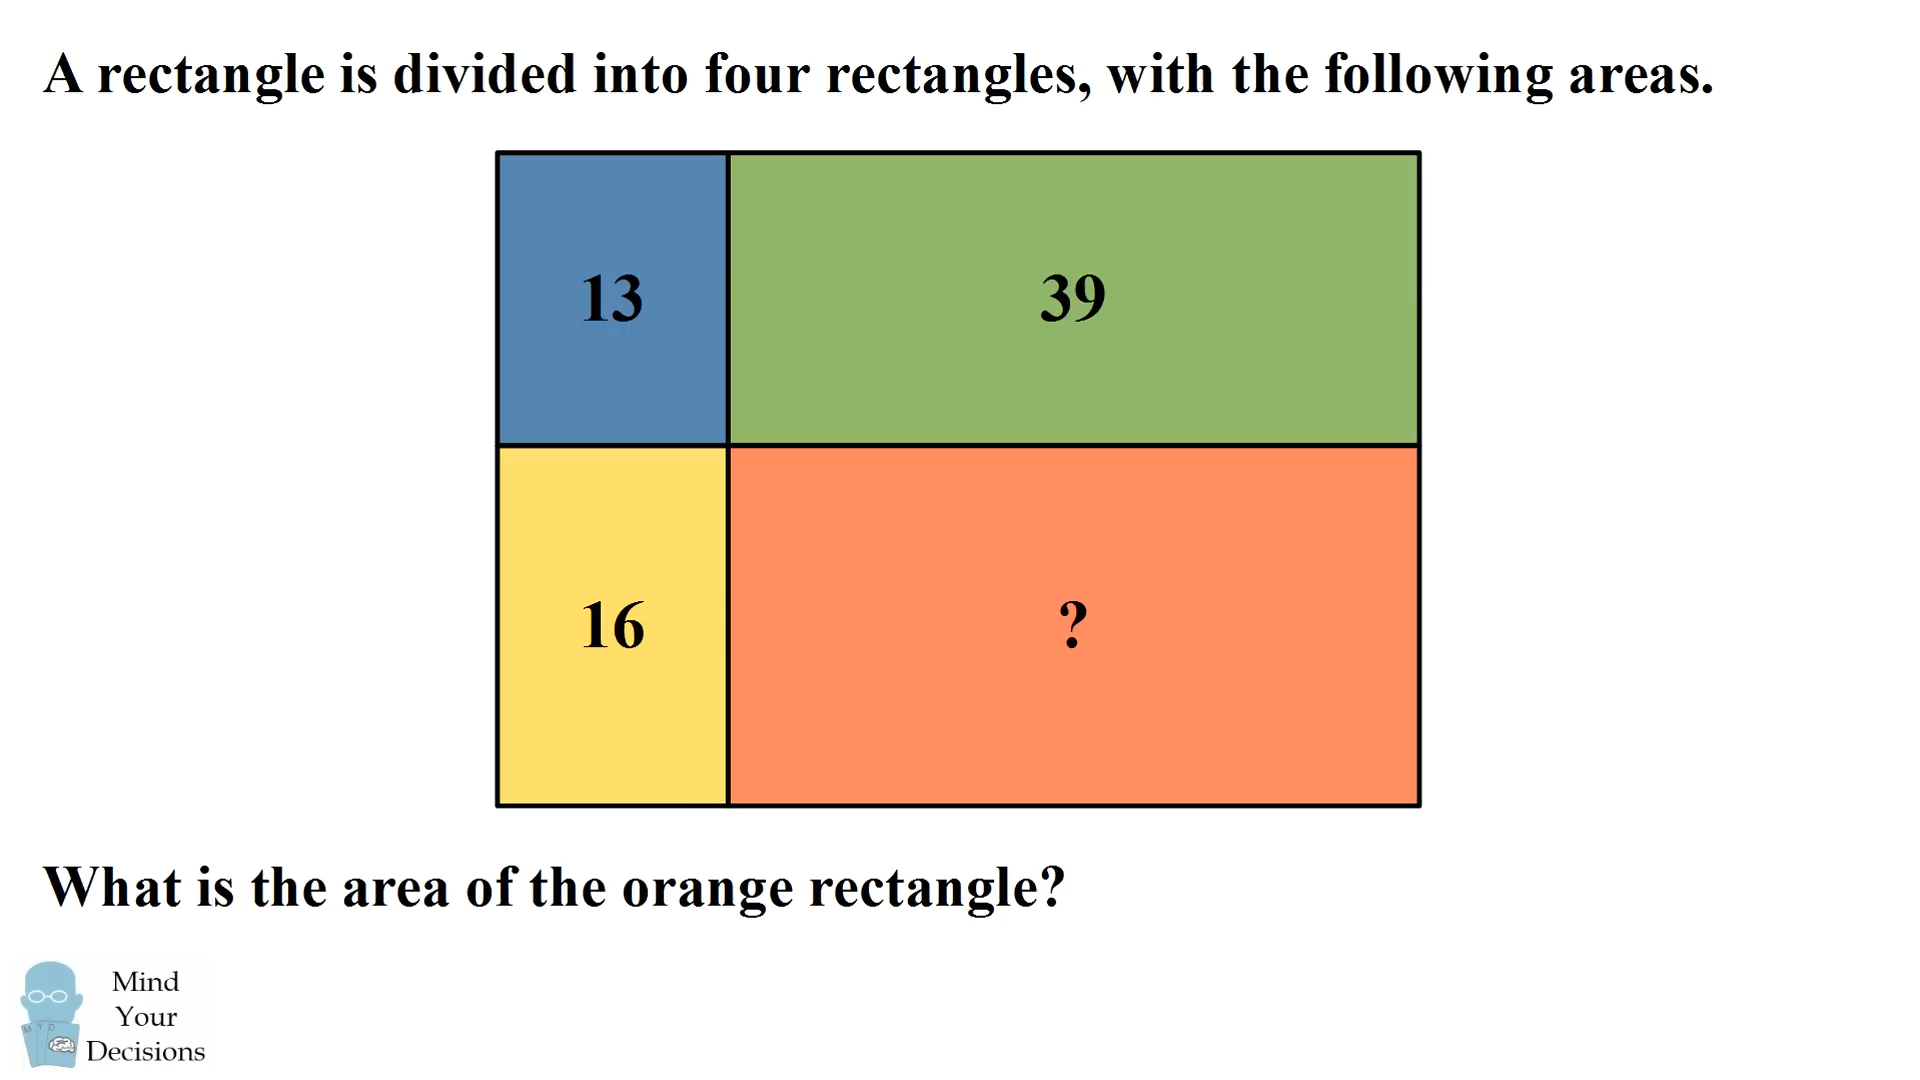 A rectangle is divided into four rectangles, with the following areas.
13
39
16
?
What is the area of the orange rectangle?
M Y D
Mind
Your
Decisions